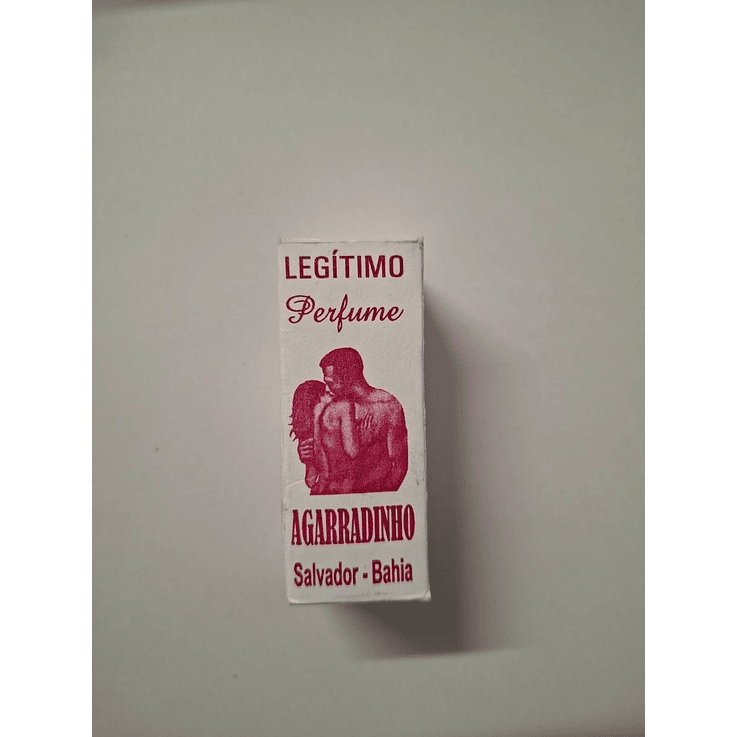 LEGÍTIMO
Perfume
AGARRADINHO
Salvador - Bahia